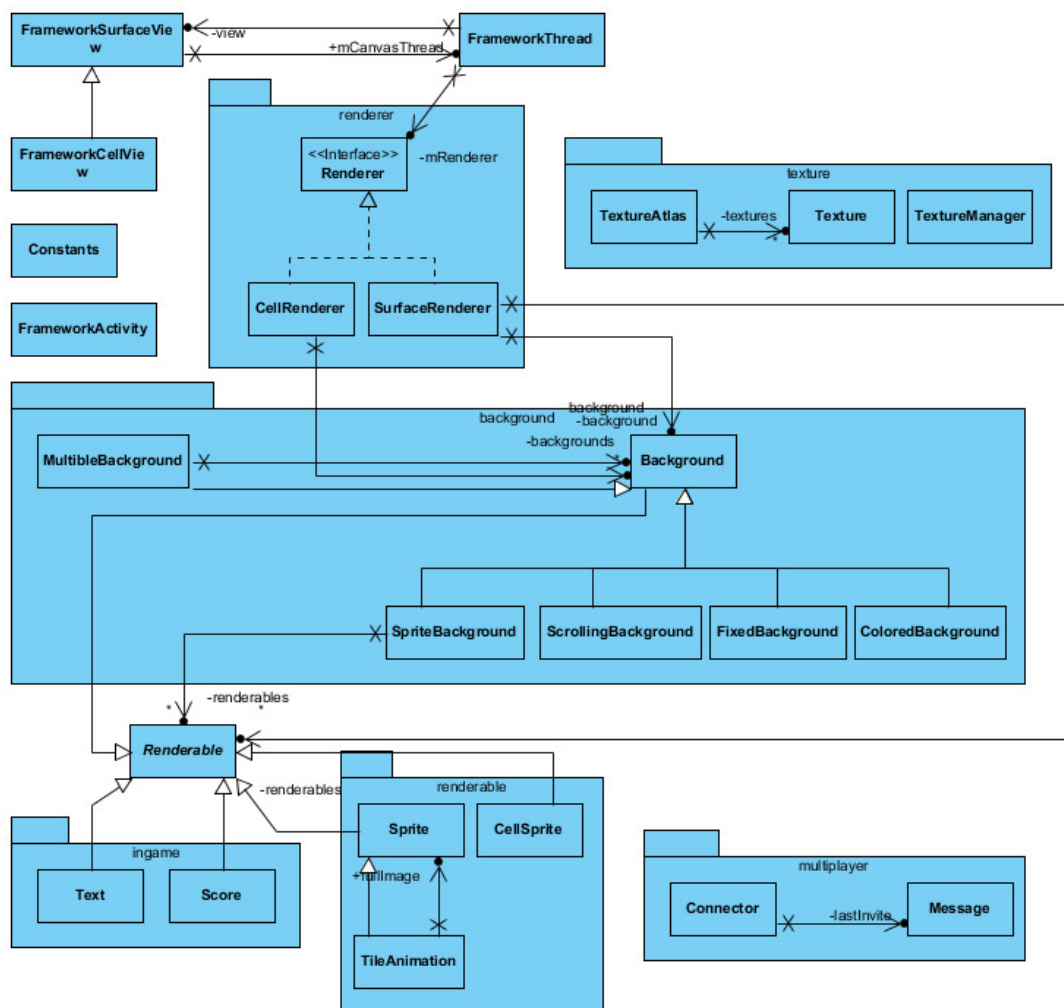 FrameworkSurfaceVie
w
-view
+mCanvasThread
FrameworkThread
renderer
<<Interface>>
Renderer
-mRenderer
FrameworkCellVie
w
texture
TextureAtlas
-textures
*
Texture
TextureManager
Constants
CellRenderer
SurfaceRenderer
FrameworkActivity
background
background
-background
-backgrounds
*
MultibleBackground
Background
SpriteBackground
ScrollingBackground
FixedBackground
ColoredBackground
-renderables
*
*
Renderable
-renderables
renderable
Sprite
CellSprite
+fullImage
TileAnimation
ingame
Text
Score
multiplayer
Connector
-lastInvite
Message